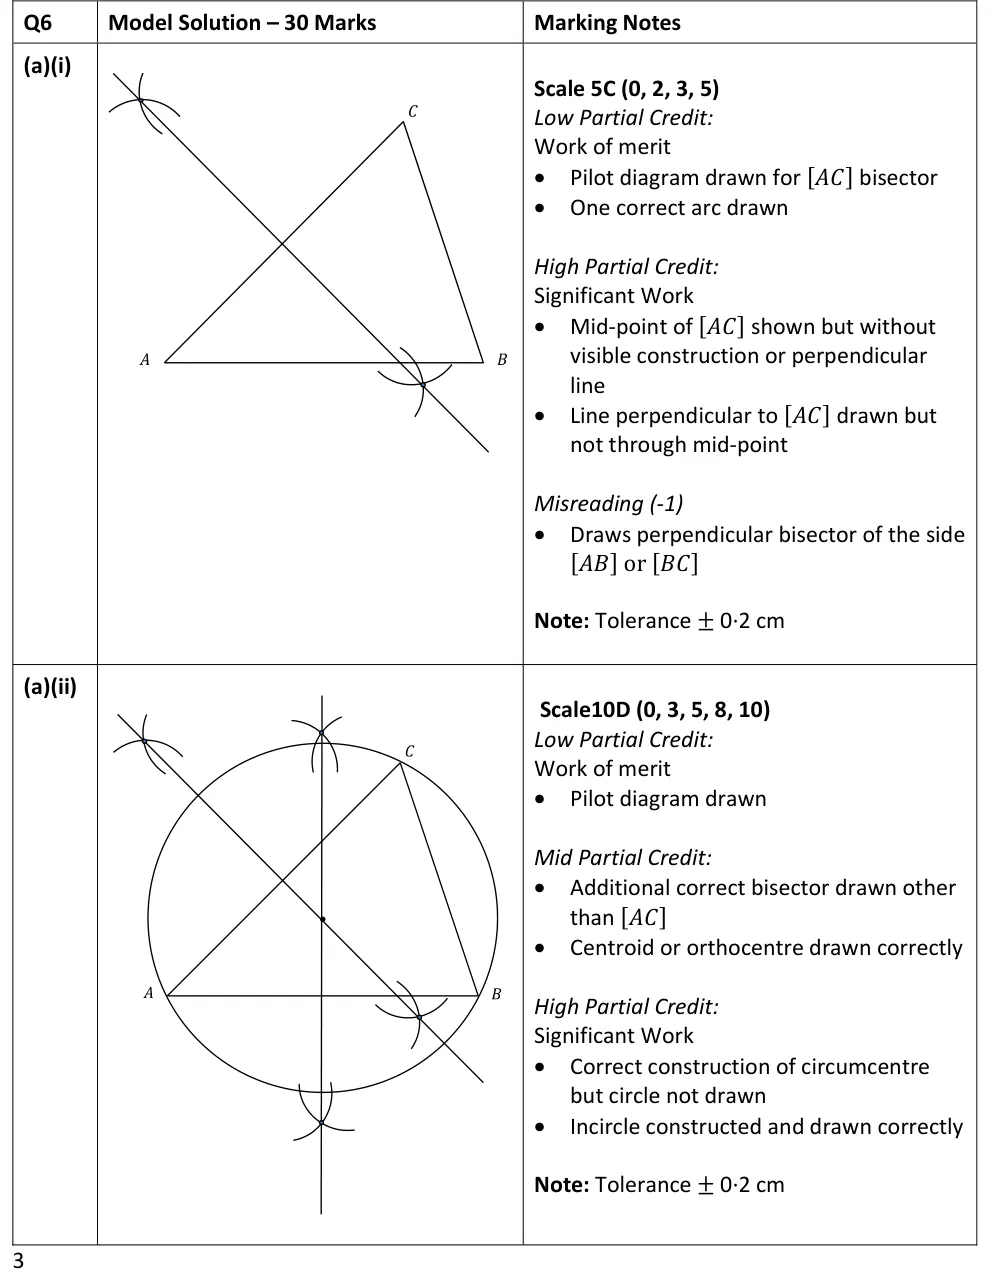 Q6 Model Solution – 30 Marks Marking Notes
(a)(i)
C
A
B
Scale 5C (0, 2, 3, 5)
Low Partial Credit:
Work of merit
• Pilot diagram drawn for [AC] bisector
• One correct arc drawn
High Partial Credit:
Significant Work
• Mid-point of [AC] shown but without
visible construction or perpendicular
line
• Line perpendicular to [AC] drawn but
not through mid-point
Misreading (-1)
• Draws perpendicular bisector of the side
[AB] or [BC]
Note: Tolerance ± 0·2 cm
(a)(ii)
C
A
B
Scale10D (0, 3, 5, 8, 10)
Low Partial Credit:
Work of merit
• Pilot diagram drawn
Mid Partial Credit:
• Additional correct bisector drawn other
than [AC]
• Centroid or orthocentre drawn correctly
High Partial Credit:
Significant Work
• Correct construction of circumcentre
but circle not drawn
• Incircle constructed and drawn correctly
Note: Tolerance ± 0·2 cm
3